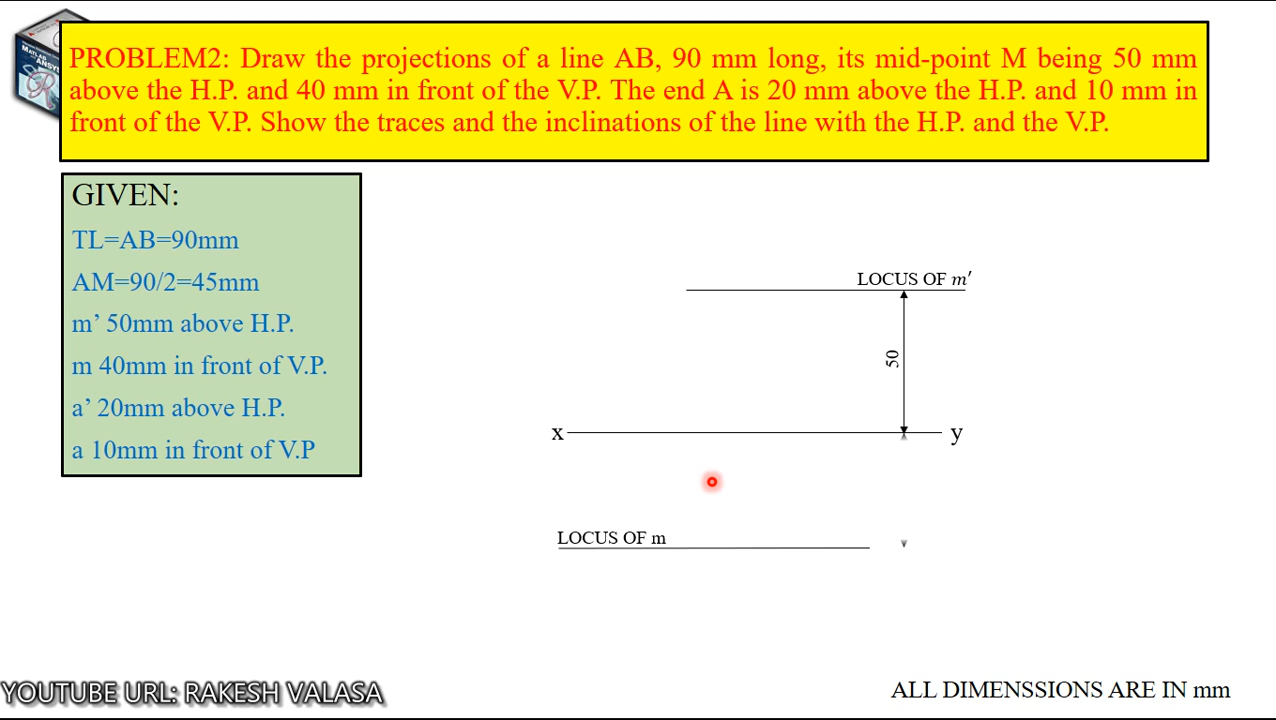 PROBLEM2: Draw the projections of a line AB, 90 mm long, its mid-point M being 50 mm
above the H.P. and 40 mm in front of the V.P. The end A is 20 mm above the H.P. and 10 mm in
front of the V.P. Show the traces and the inclinations of the line with the H.P. and the V.P.
GIVEN:
TL=AB=90mm
AM=90/2=45mm
m’ 50mm above H.P.
m 40mm in front of V.P.
a’ 20mm above H.P.
a 10mm in front of V.P
LOCUS OF m′
50
x
y
LOCUS OF m
YOUTUBE URL: RAKESH VALASA
ALL DIMENSSIONS ARE IN mm